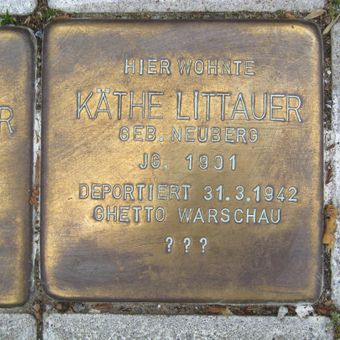 HIER WOHNTE
KÄTHE LITTAUER
GEB. NEUBERG
JG. 1901
DEPORTIERT 31.3.1942
GHETTO WARSCHAU
???